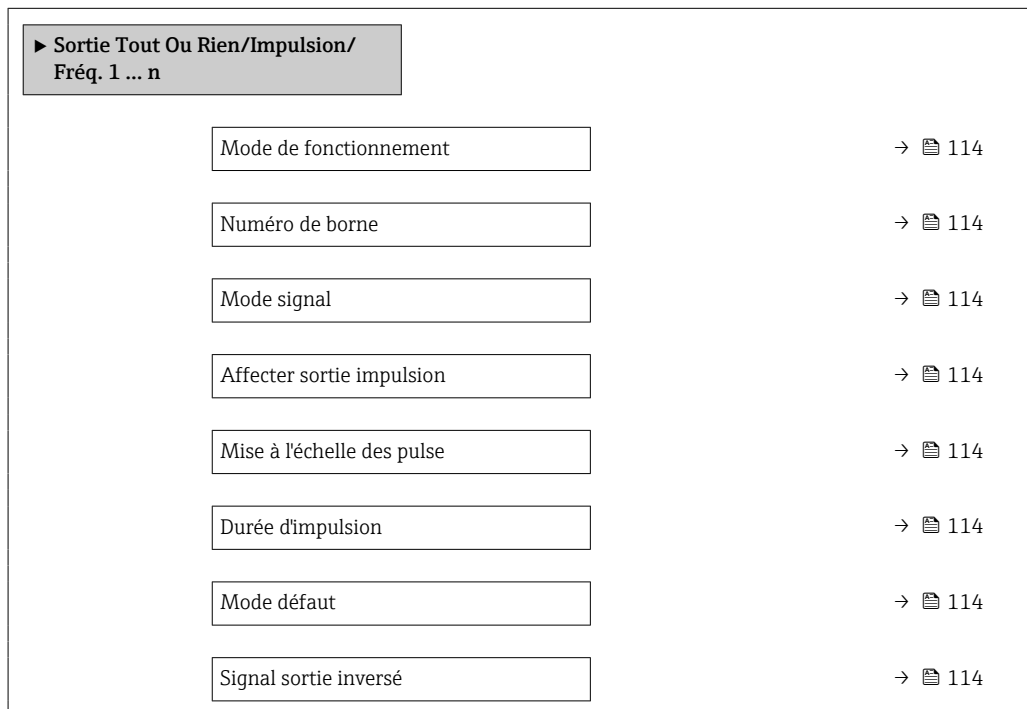 ► Sortie Tout Ou Rien/Impulsion/
Fréq. 1 ... n
Mode de fonctionnement → 114
Numéro de borne → 114
Mode signal → 114
Affecter sortie impulsion → 114
Mise à l'échelle des pulse → 114
Durée d'impulsion → 114
Mode défaut → 114
Signal sortie inversé → 114